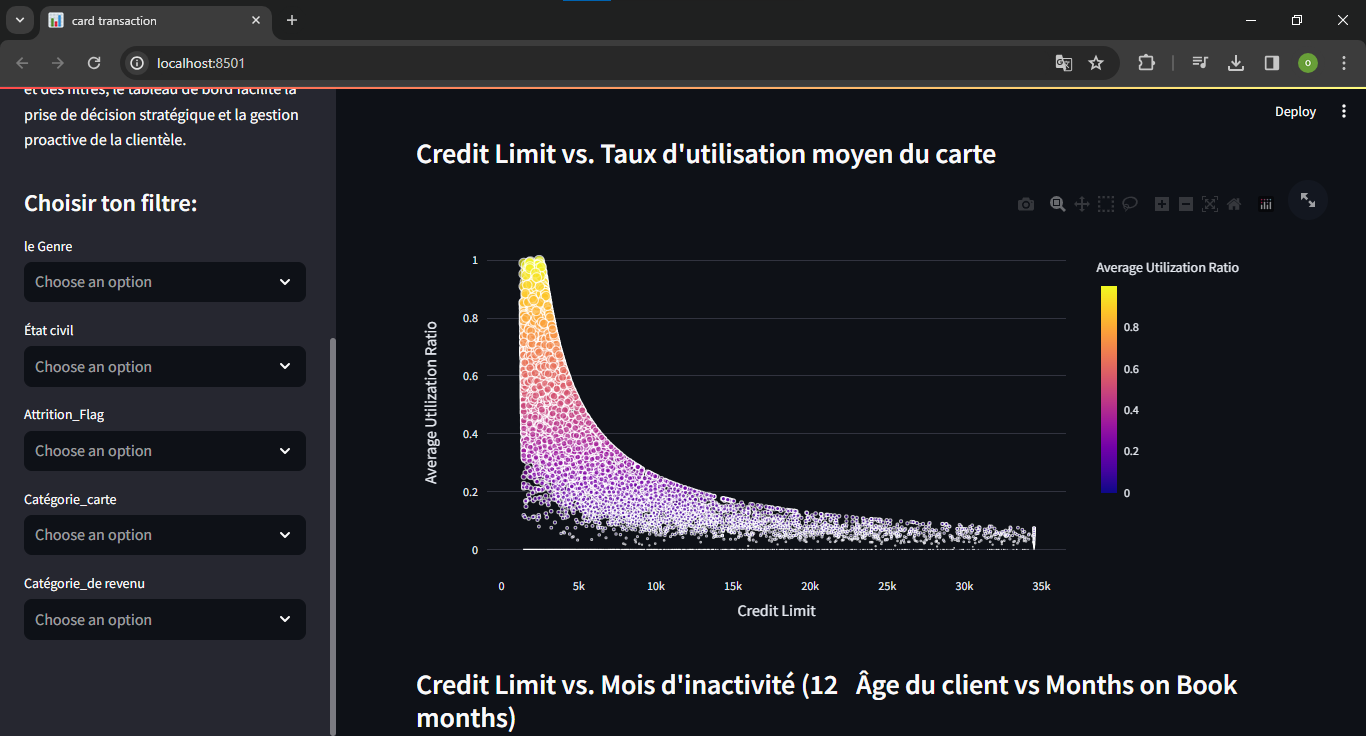 card transaction
localhost:8501
o
et des filtres, le tableau de bord facilite la
prise de décision stratégique et la gestion
proactive de la clientèle.
Deploy
Choisir ton filtre:
le Genre
Choose an option
État civil
Choose an option
Attrition_Flag
Choose an option
Catégorie_carte
Choose an option
Catégorie_de revenu
Choose an option
Credit Limit vs. Taux d'utilisation moyen du carte
Average Utilization Ratio
1
0.8
0.6
0.4
0.2
0
0 5k 10k 15k 20k 25k 30k 35k
Credit Limit
Average Utilization Ratio
0.8
0.6
0.4
0.2
0
Credit Limit vs. Mois d'inactivité (12
months)
Âge du client vs Months on Book